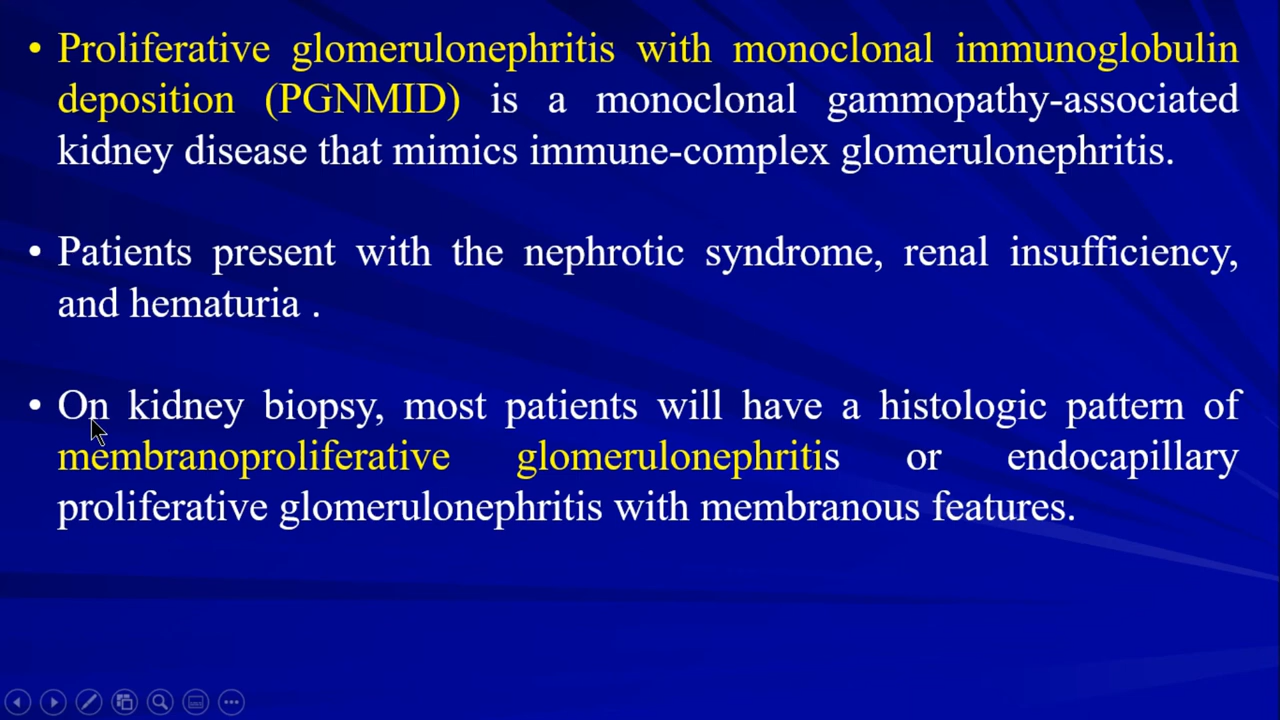 • Proliferative glomerulonephritis with monoclonal immunoglobulin
deposition (PGNMID) is a monoclonal gammopathy-associated
kidney disease that mimics immune-complex glomerulonephritis.
• Patients present with the nephrotic syndrome, renal insufficiency,
and hematuria .
• On kidney biopsy, most patients will have a histologic pattern of
membranoproliferative glomerulonephritis or endocapillary
proliferative glomerulonephritis with membranous features.